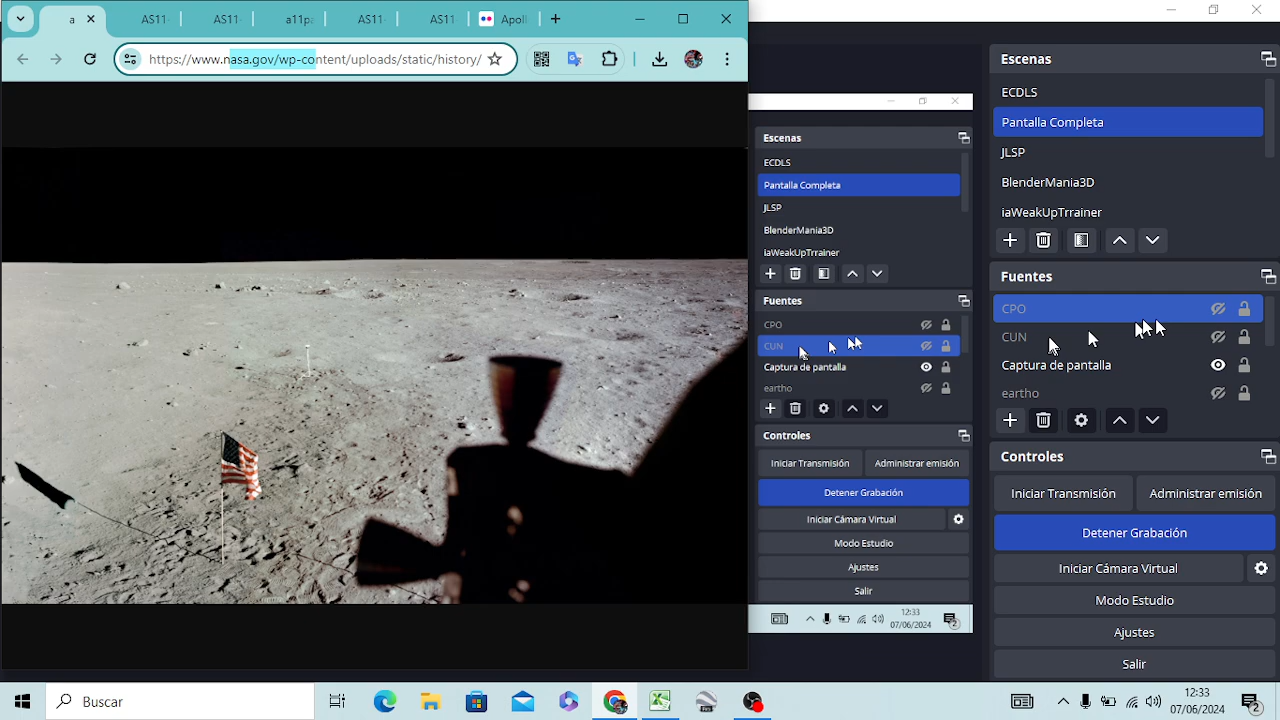 a
AS11-
AS11-
a11pa
AS11-
AS11
Apoll
https://www.nasa.gov/wp-content/uploads/static/history/
Escenas
ECDLS
Pantalla Completa
JLSP
BlenderMania3D
iaWeakUpTrrainer
Fuentes
CPO
CUN
Captura de pantalla
eartho
Controles
Iniciar Transmisión
Administrar emisión
Detener Grabación
Iniciar Cámara Virtual
Modo Estudio
Ajustes
Salir
12:33
07/06/2024
2
Escenas
ECDLS
Pantalla Completa
JLSP
BlenderMania3D
iaWeakUpTrrainer
Fuentes
CPO
CUN
Captura de pantalla
eartho
Controles
Iniciar Transmisión
Administrar emisión
Detener Grabación
Iniciar Cámara Virtual
Modo Estudio
Ajustes
Salir
Buscar
12:33
07/06/2024
2